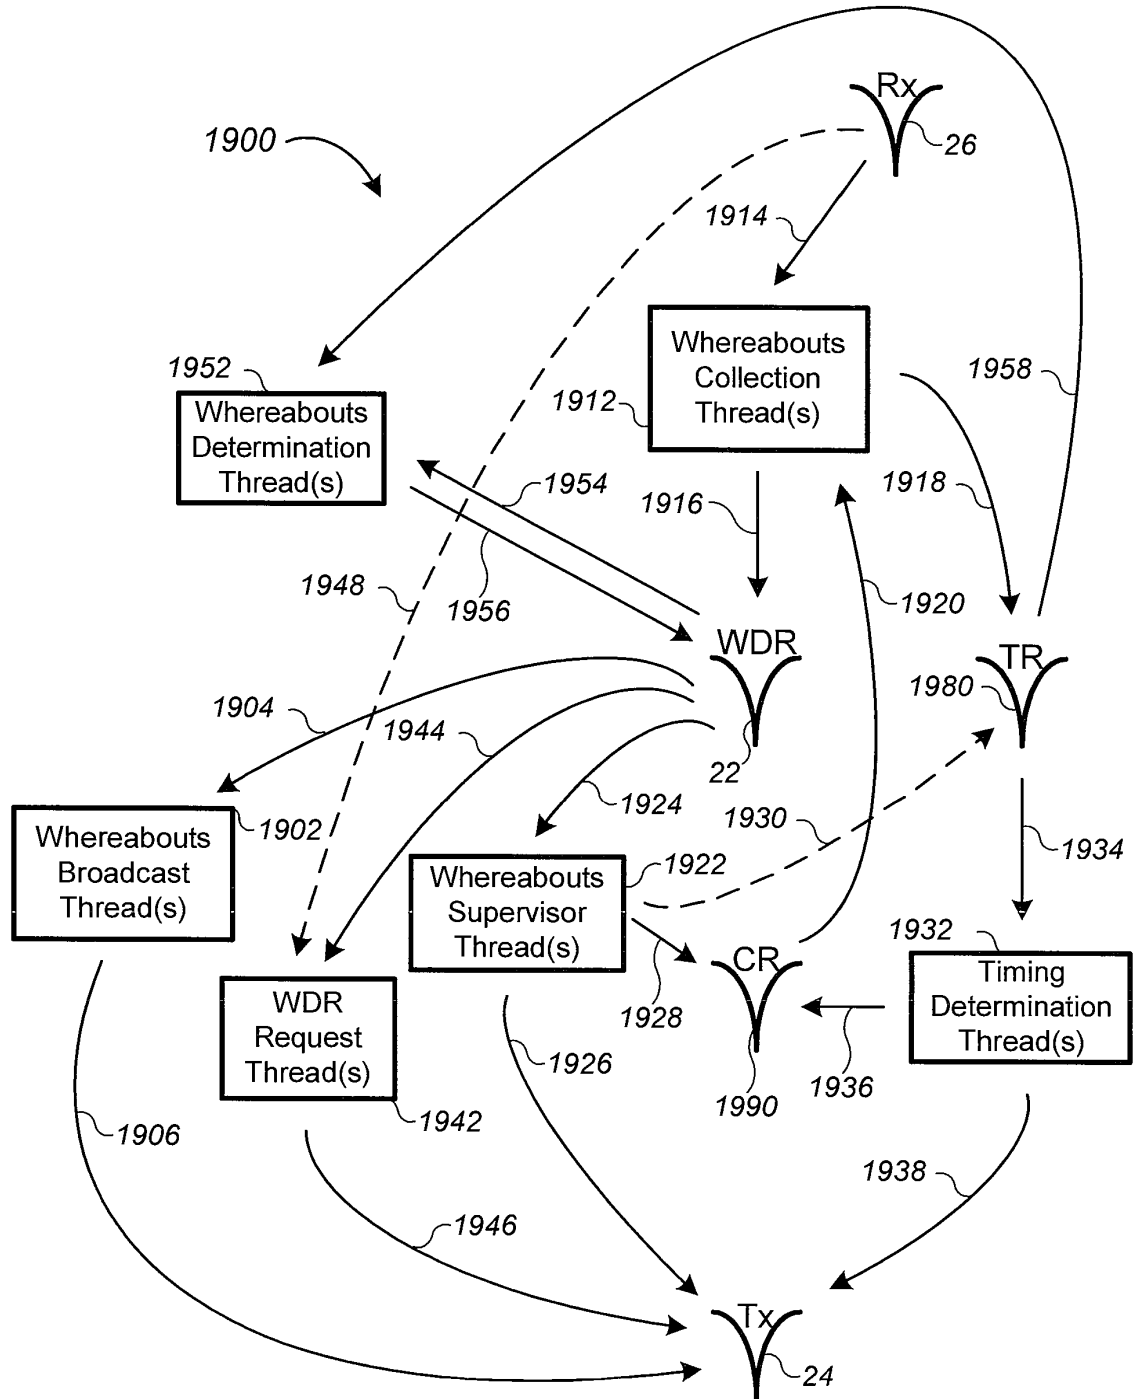 Rx
1900
26
1914
Whereabouts
Collection
Thread(s)
1952
1958
1912
Whereabouts
Determination
Thread(s)
1954
1916
1918
1948
1956
1920
WDR
TR
1980
1904
1944
22
1924
1930
1902
Whereabouts
Broadcast
Thread(s)
1934
1922
Whereabouts
Supervisor
Thread(s)
1932
CR
Timing
Determination
Thread(s)
WDR
Request
Thread(s)
1928
1926
1936
1990
1942
1906
1938
1946
Tx
24